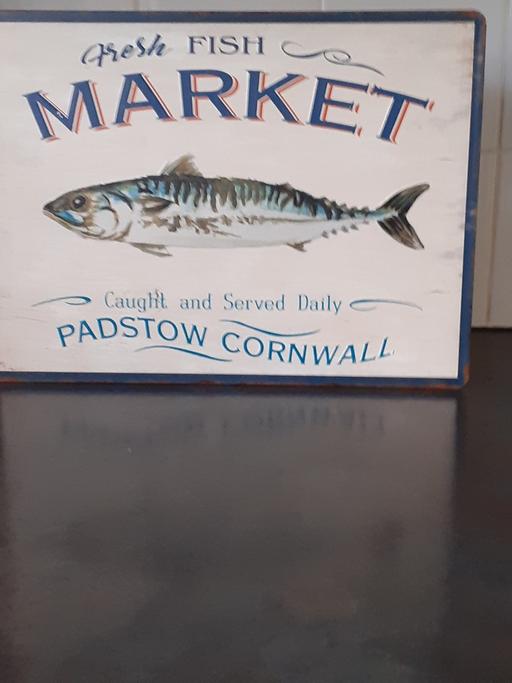 Fresh FISH
MARKET
Caught and Served Daily
PADSTOW CORNWALL